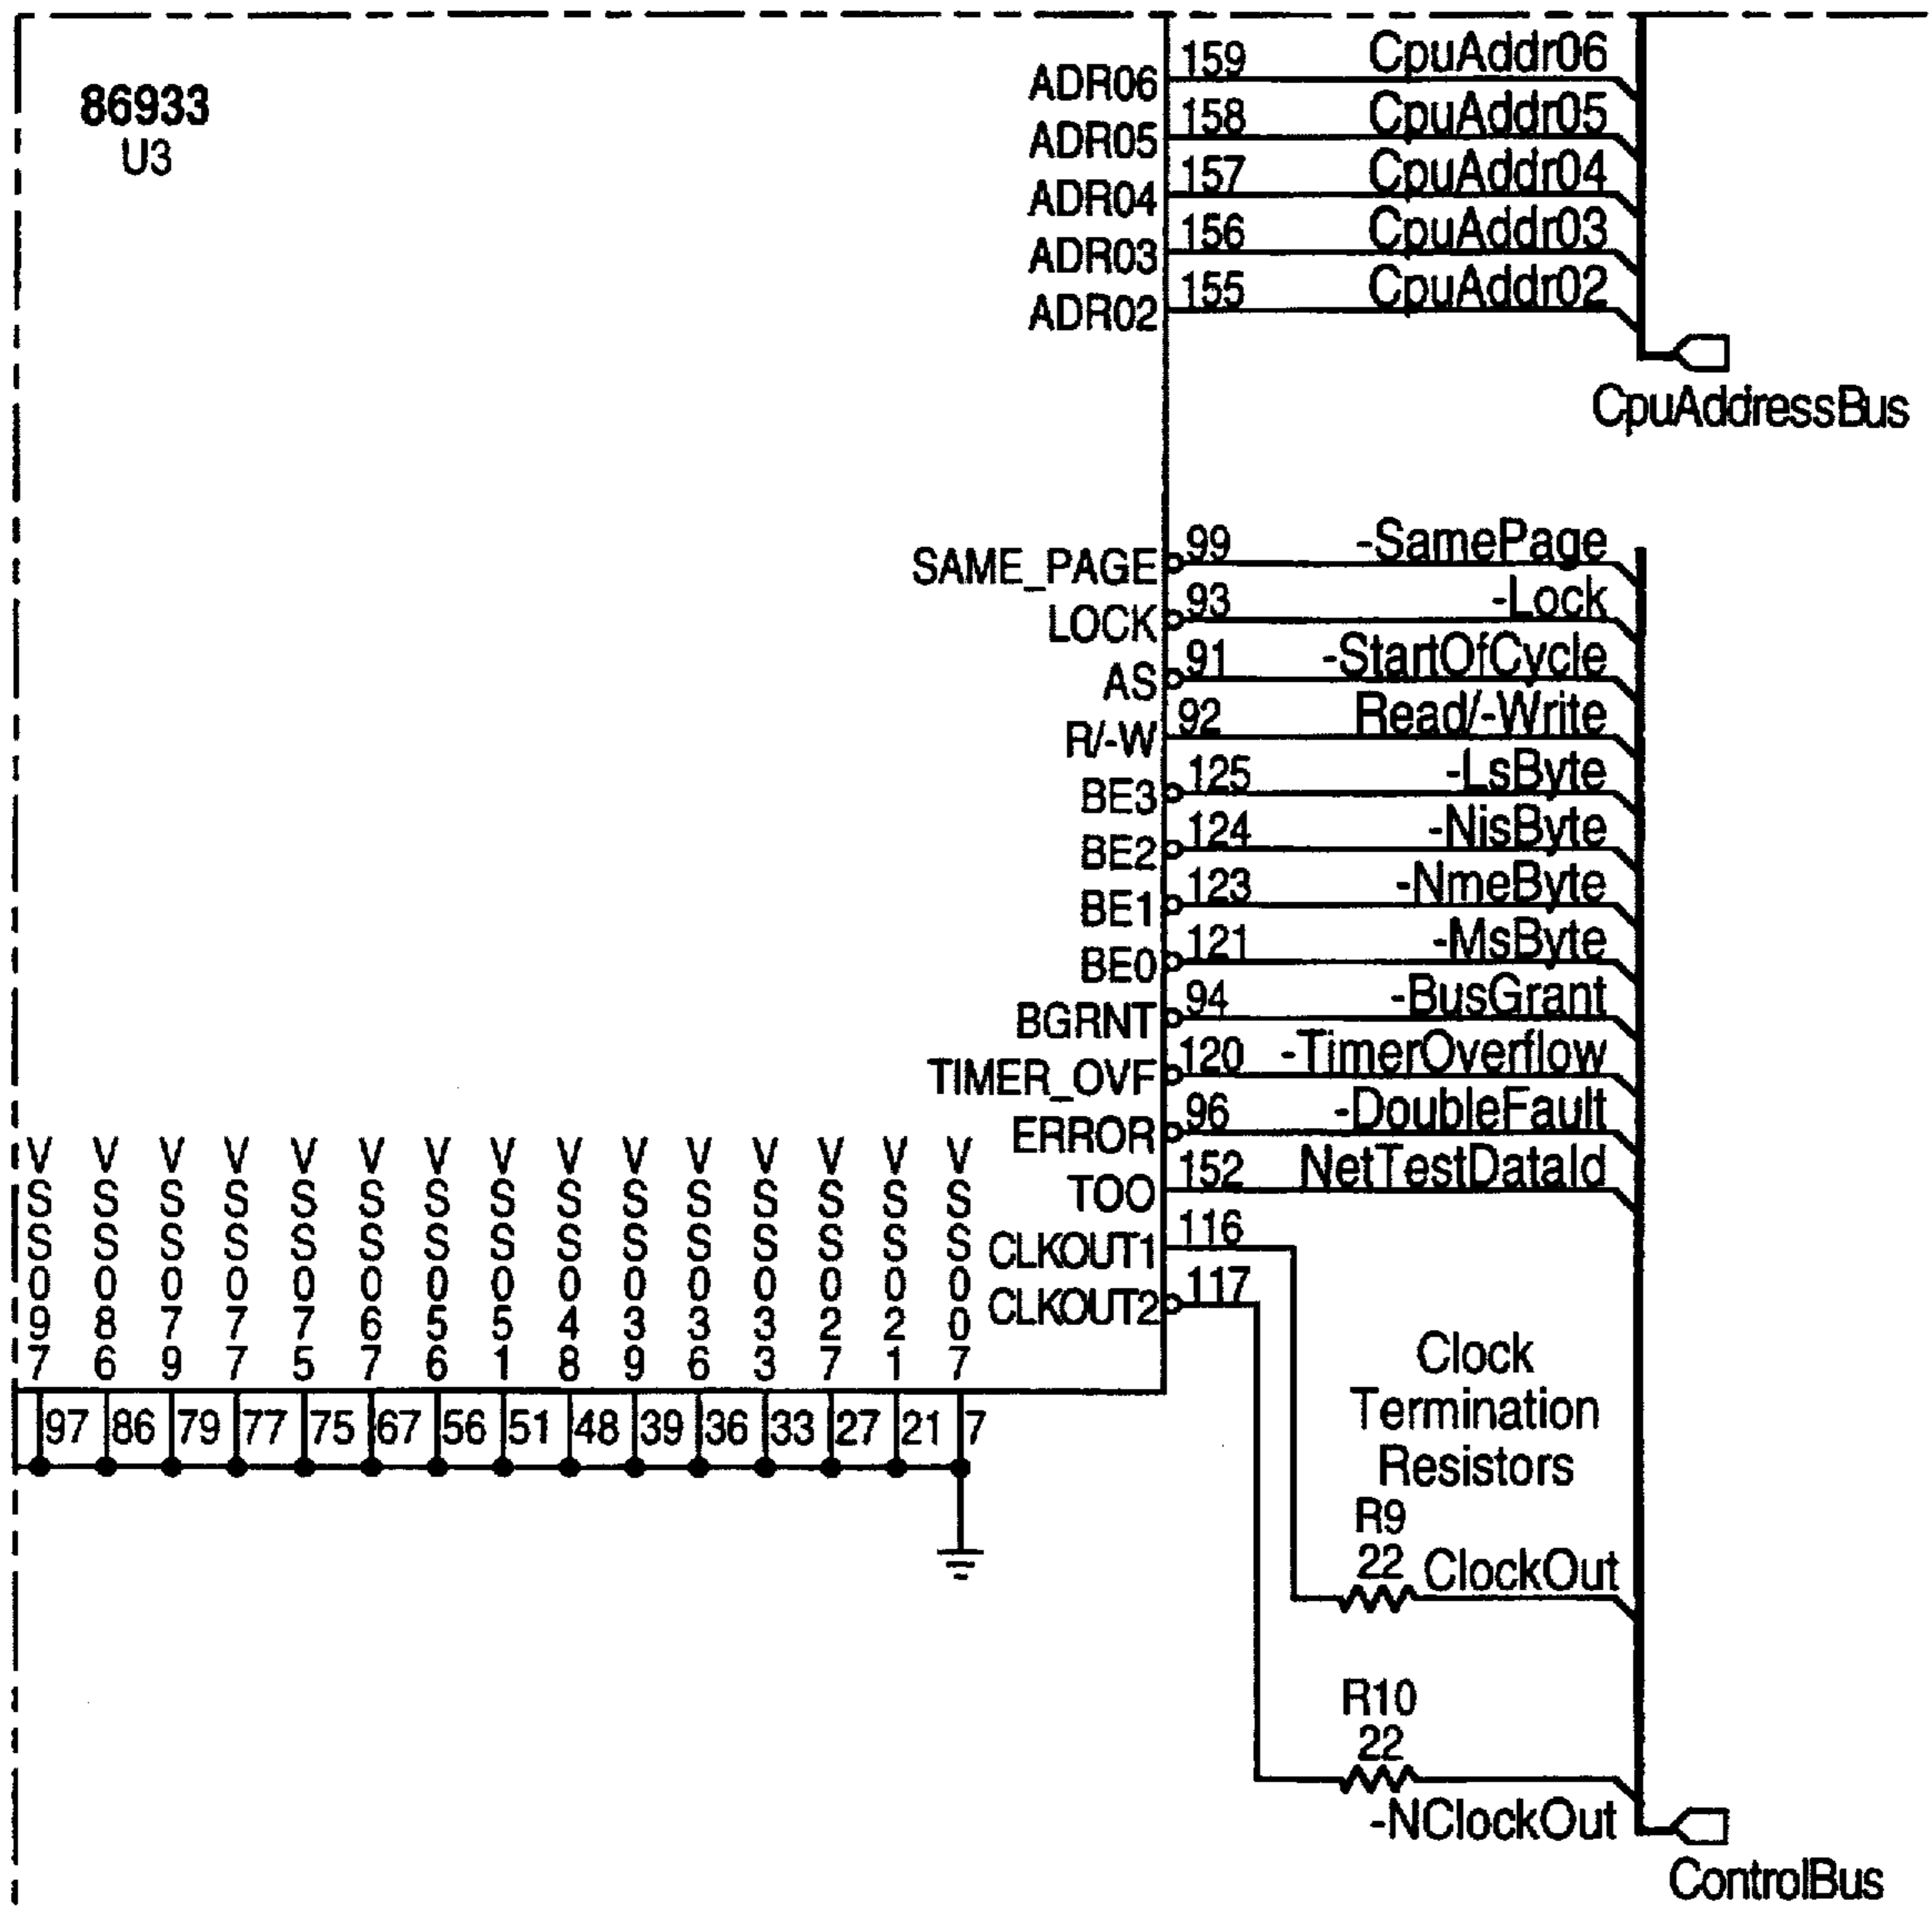 86933
U3
ADR06 159 CpuAddr06
ADR05 158 CpuAddr05
ADR04 157 CpuAddr04
ADR03 156 CpuAddr03
ADR02 155 CpuAddr02
CpuAddressBus
SAME_PAGE 99 -SamePage
LOCK 93 -Lock
AS 91 -StartOfCycle
R/-W 92 Read/-Write
BE3 125 -LsByte
BE2 124 -NisByte
BE1 123 -NmeByte
BE0 121 -MsByte
BGRNT 94 -BusGrant
TIMER_OVF 120 -TimerOverflow
ERROR 96 -DoubleFault
TOO 152 NetTestDataId
CLKOUT1 116
CLKOUT2 117
VSS097 VSS086 VSS079 VSS077 VSS075 VSS067 VSS056 VSS051 VSS048 VSS039 VSS036 VSS033 VSS027 VSS021 VSS007
97 86 79 77 75 67 56 51 48 39 36 33 27 21 7
Clock
Termination
Resistors
R9
22 ClockOut
R10
22
-NClockOut
ControlBus